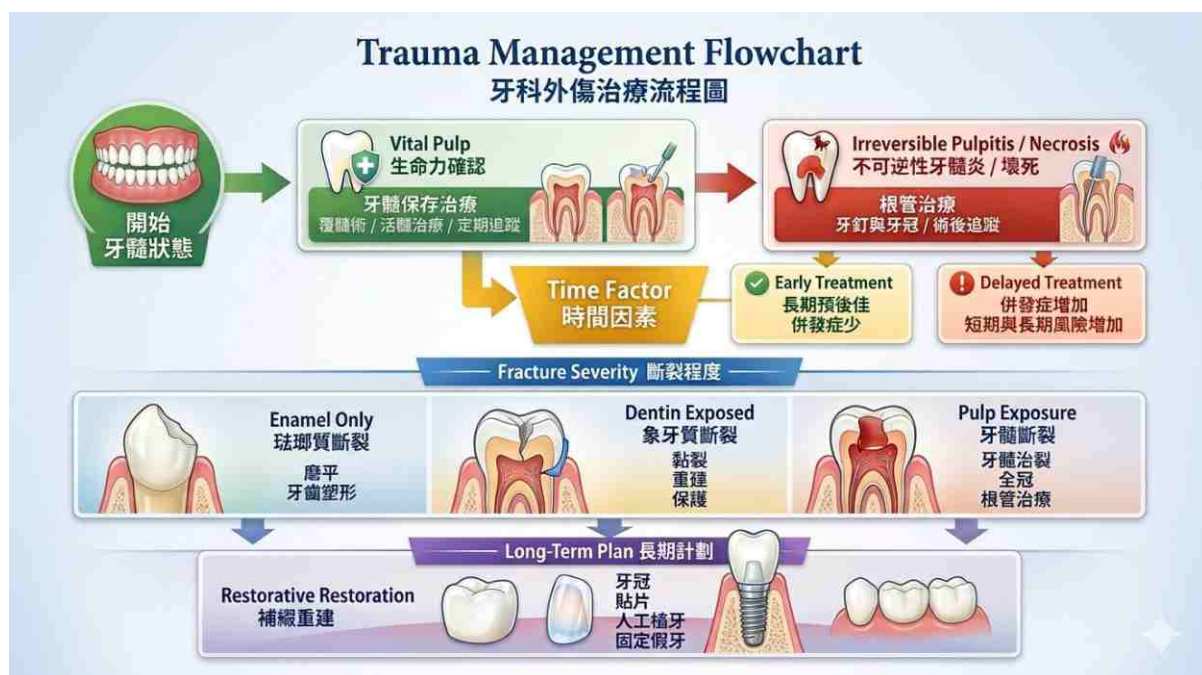 Trauma Management Flowchart
牙科外傷治療流程圖
開始
牙髓狀態
Vital Pulp
生命力確認
牙髓保存治療
覆髓術 / 活髓治療 / 定期追蹤
Irreversible Pulpitis / Necrosis
不可逆性牙髓炎 / 壞死
根管治療
牙釘與牙冠 / 術後追蹤
Time Factor
時間因素
Early Treatment
長期預後佳
併發症少
Delayed Treatment
併發症增加
短期與長期風險增加
Fracture Severity 斷裂程度
Enamel Only
琺瑯質斷裂
磨平
牙齒塑形
Dentin Exposed
象牙質斷裂
黏裂
重建
保護
Pulp Exposure
牙髓斷裂
牙髓治裂
全冠
根管治療
Long-Term Plan 長期計劃
Restorative Restoration
補綴重建
牙冠
貼片
人工植牙
固定假牙